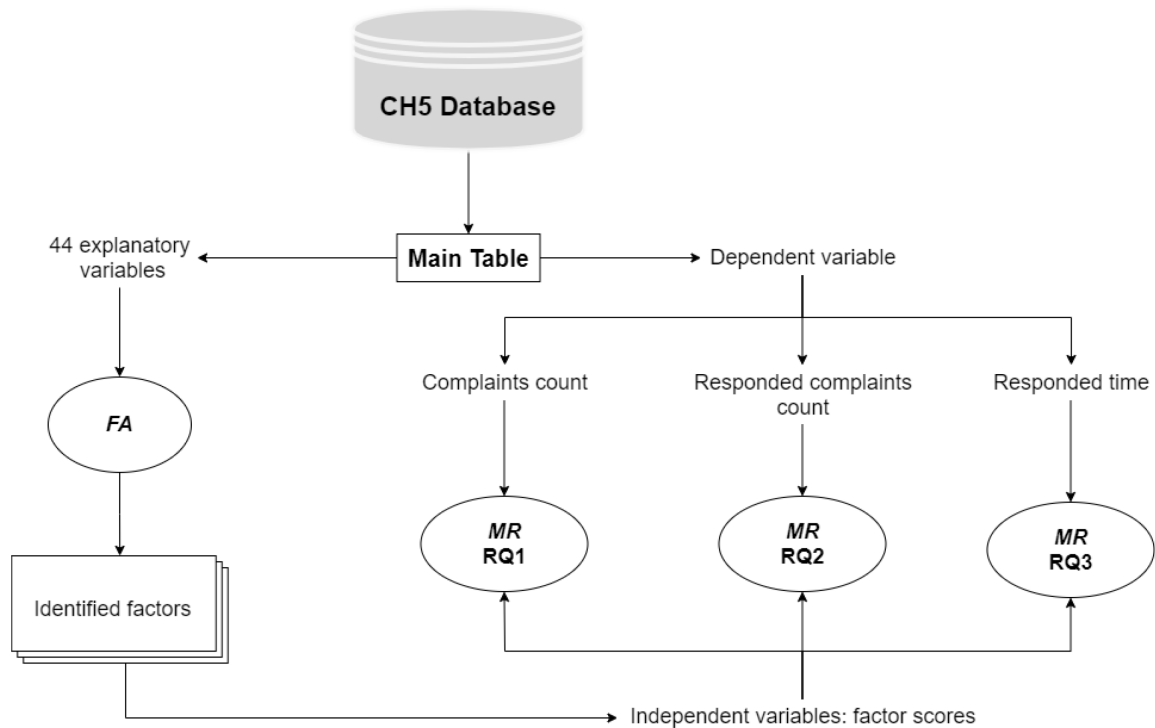 CH5 Database
44 explanatory
variables
Main Table
Dependent variable
Complaints count
Responded complaints
count
Responded time
FA
MR
RQ1
MR
RQ2
MR
RQ3
Identified factors
Independent variables: factor scores